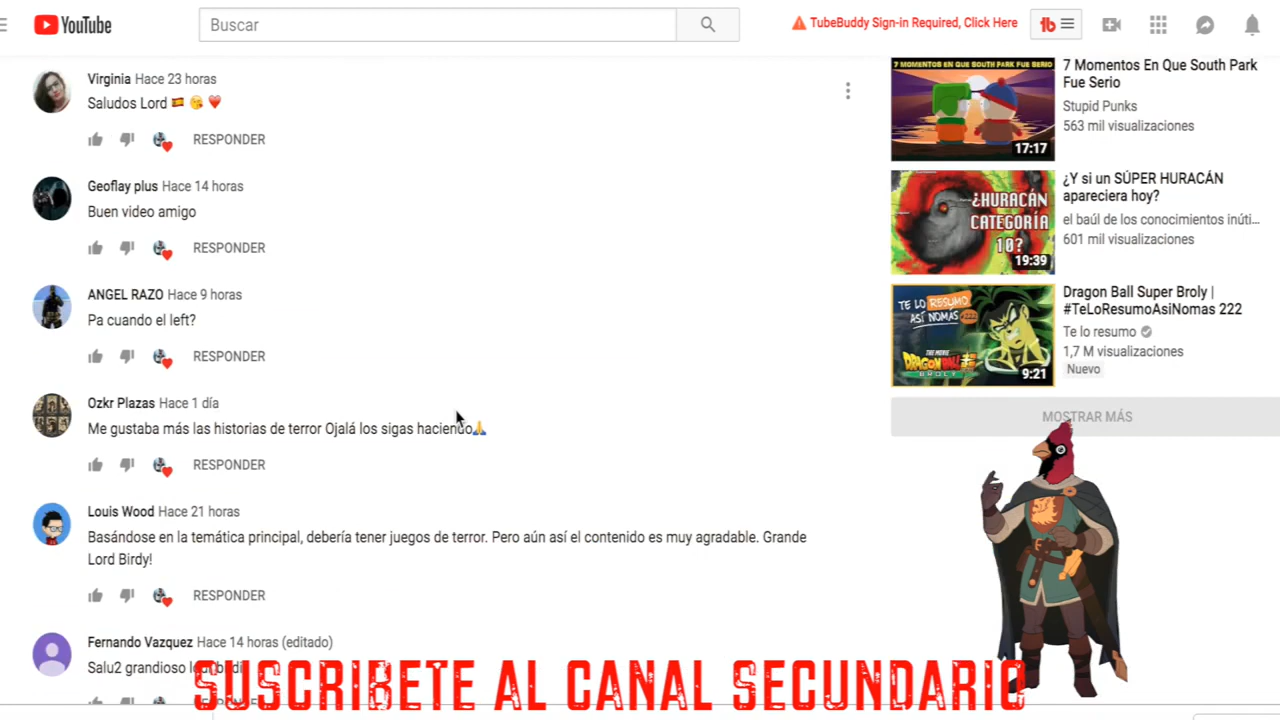 YouTube
Buscar
TubeBuddy Sign-in Required, Click Here
tb
Virginia Hace 23 horas
Saludos Lord 🇪🇸 😘 ❤️
RESPONDER
Geoflay plus Hace 14 horas
Buen video amigo
RESPONDER
ANGEL RAZO Hace 9 horas
Pa cuando el left?
RESPONDER
Ozkr Plazas Hace 1 día
Me gustaba más las historias de terror Ojalá los sigas haciendo🙏
RESPONDER
Louis Wood Hace 21 horas
Basándose en la temática principal, debería tener juegos de terror. Pero aún así el contenido es muy agradable. Grande
Lord Birdy!
RESPONDER
Fernando Vazquez Hace 14 horas (editado)
Salu2 grandioso
SUSCRIBETE AL CANAL SECUNDARIO
7 MOMENTOS EN QUE SOUTH PARK FUE SERIO
17:17
7 Momentos En Que South Park
Fue Serio
Stupid Punks
563 mil visualizaciones
¿HURACÁN
CATEGORÍA
10?
19:39
¿Y si un SÚPER HURACÁN
apareciera hoy?
el baúl de los conocimientos inúti...
601 mil visualizaciones
TE LO RESUMO
ASÍ NOMÁS #222
THE MOVIE
DRAGONBALL
BROLY
9:21
Dragon Ball Super Broly |
#TeLoResumoAsiNomas 222
Te lo resumo
1,7 M visualizaciones
Nuevo
MOSTRAR MÁS